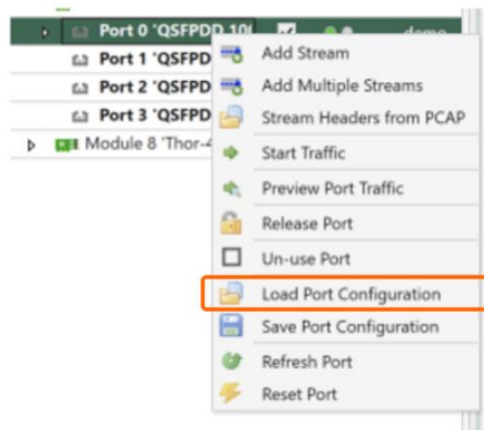 Port 0 'QSFPDD 10
demo
Add Stream
Port 1 'QSFPD
Port 2 'QSFPD
Add Multiple Streams
Port 3 'QSFPD
Stream Headers from PCAP
Module 8 'Thor-4
Start Traffic
Preview Port Traffic
Release Port
Un-use Port
Load Port Configuration
Save Port Configuration
Refresh Port
Reset Port